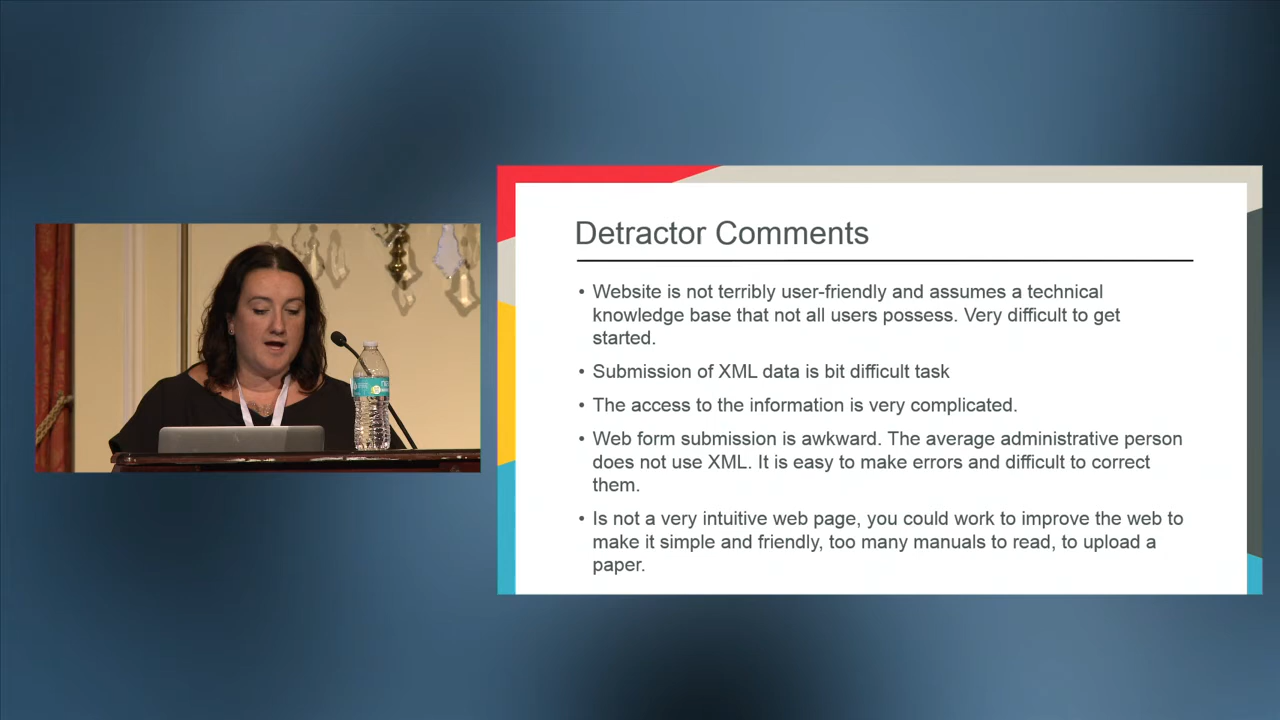 Detractor Comments
• Website is not terribly user-friendly and assumes a technical
knowledge base that not all users possess. Very difficult to get
started.
• Submission of XML data is bit difficult task
• The access to the information is very complicated.
• Web form submission is awkward. The average administrative person
does not use XML. It is easy to make errors and difficult to correct
them.
• Is not a very intuitive web page, you could work to improve the web to
make it simple and friendly, too many manuals to read, to upload a
paper.